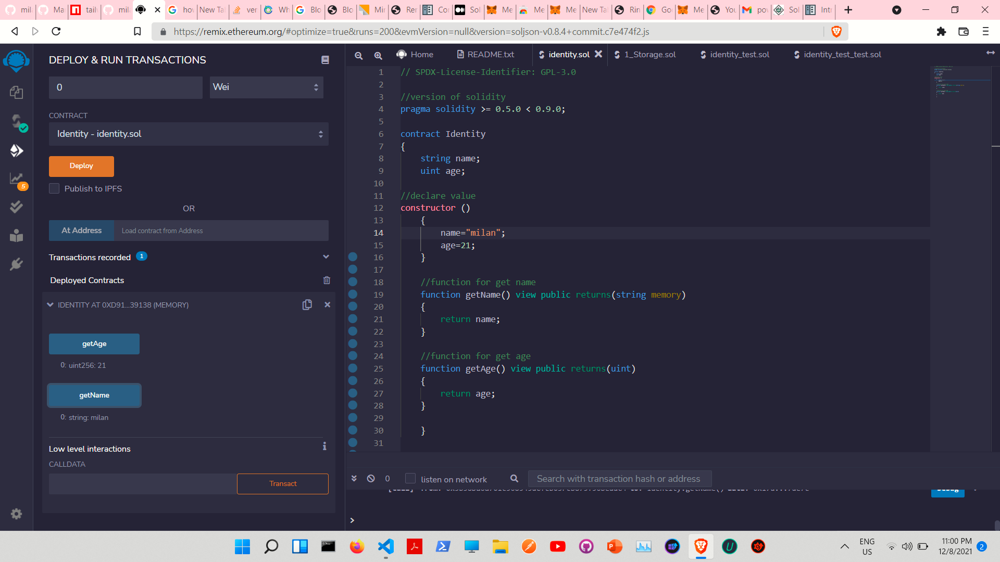 mil
Ma
tail
mil
how
New Tab
ver
Wh
Blo
Blo
Min
Ren
Con
Sol
Me
Me
Me
New Ta
Rin
Go
Me
You
pov
Sol
Intr
https://remix.ethereum.org/#optimize=true&runs=200&evmVersion=null&version=soljson-v0.8.4+commit.c7e474f2.js
DEPLOY & RUN TRANSACTIONS
0
Wei
CONTRACT
Identity - identity.sol
Deploy
Publish to IPFS
OR
At Address
Load contract from Address
Transactions recorded 1
Deployed Contracts
IDENTITY AT 0XD91...39138 (MEMORY)
getAge
0: uint256: 21
getName
0: string: milan
Low level interactions
i
CALLDATA
Transact
5
Home
README.txt
identity.sol
1_Storage.sol
identity_test.sol
identity_test_test.sol
1 // SPDX-License-Identifier: GPL-3.0
2
3 //version of solidity
4 pragma solidity >= 0.5.0 < 0.9.0;
5
6 contract Identity
7 {
8 string name;
9 uint age;
10
11 //declare value
12 constructor ()
13 {
14 name="milan";
15 age=21;
16 }
17
18 //function for get name
19 function getName() view public returns(string memory)
20 {
21 return name;
22 }
23
24 //function for get age
25 function getAge() view public returns(uint)
26 {
27 return age;
28 }
29
30 }
31
0
listen on network
Search with transaction hash or address
>
ENG
US
11:00 PM
12/8/2021
2